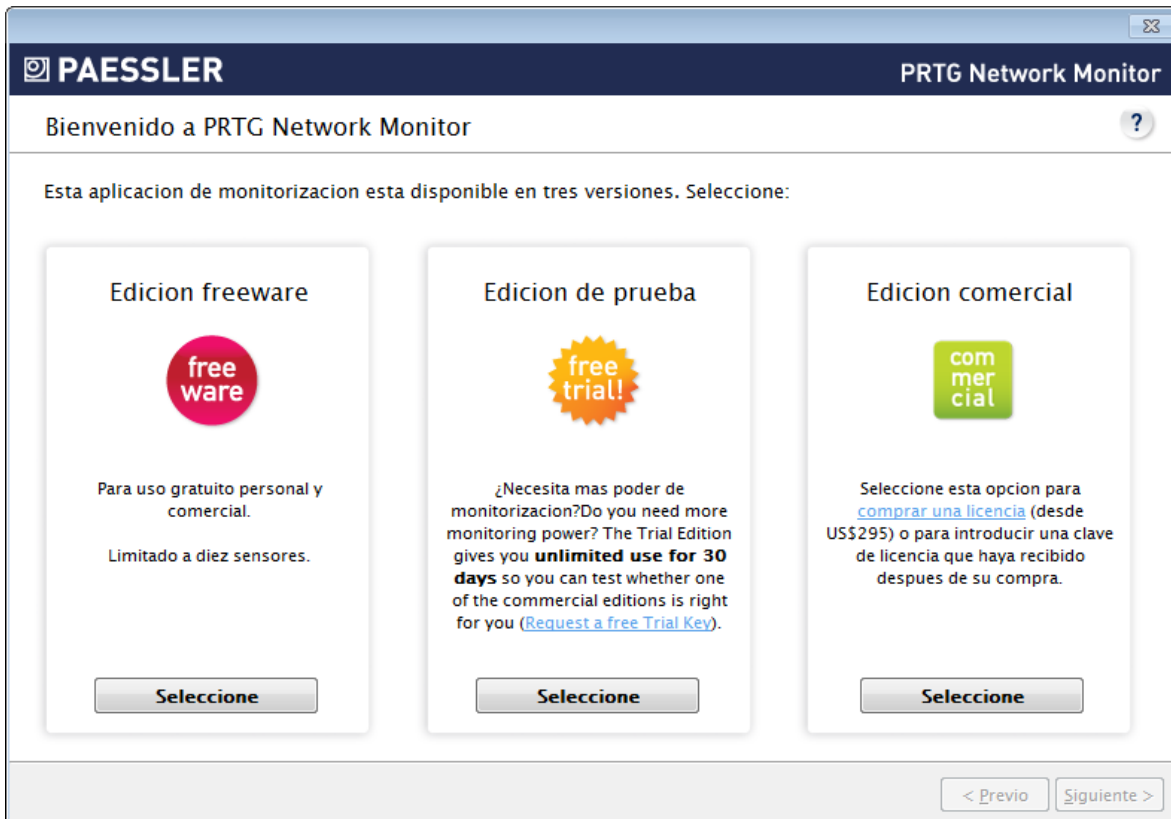 PAESSLER
PRTG Network Monitor
Bienvenido a PRTG Network Monitor
?
Esta aplicacion de monitorizacion esta disponible en tres versiones. Seleccione:
Edicion freeware
free
ware
Para uso gratuito personal y
comercial.
Limitado a diez sensores.
Seleccione
Edicion de prueba
free
trial!
¿Necesita mas poder de
monitorizacion?Do you need more
monitoring power? The Trial Edition
gives you unlimited use for 30
days so you can test whether one
of the commercial editions is right
for you (Request a free Trial Key).
Seleccione
Edicion comercial
com
mer
cial
Seleccione esta opcion para
comprar una licencia (desde
US$295) o para introducir una clave
de licencia que haya recibido
despues de su compra.
Seleccione
< Previo
Siguiente >